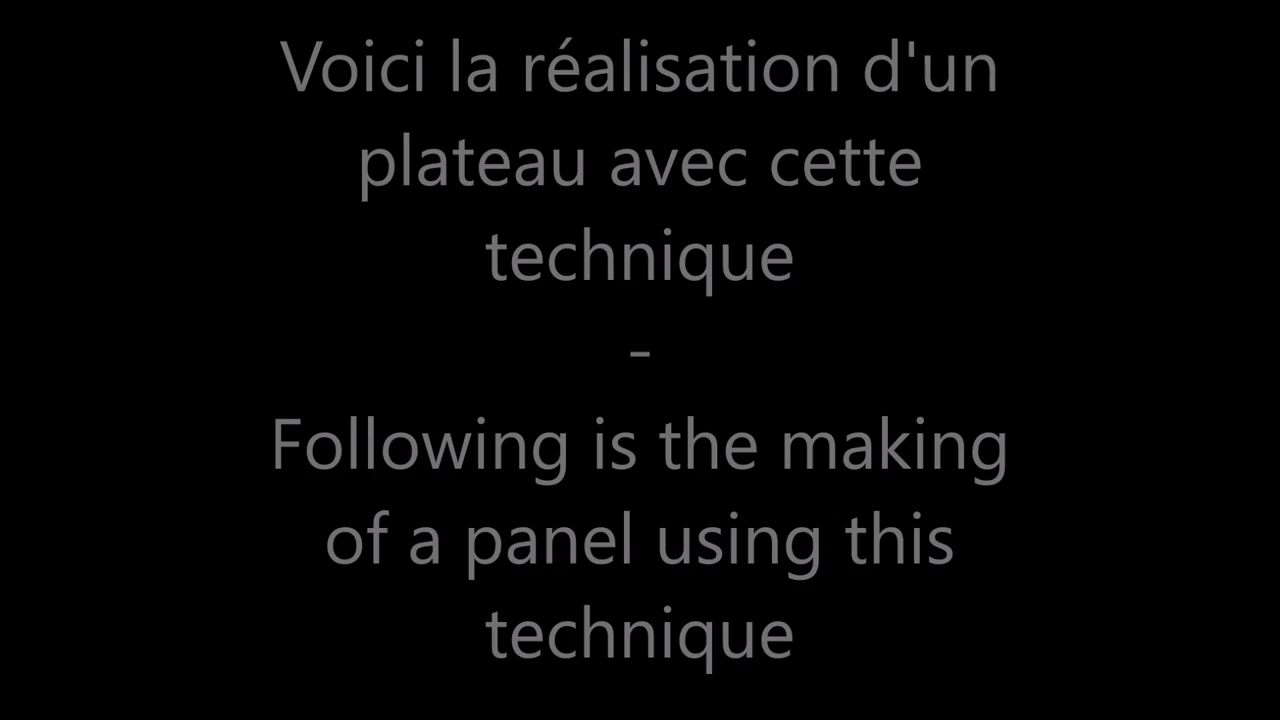 Voici la réalisation d'un
plateau avec cette
technique
-
Following is the making
of a panel using this
technique